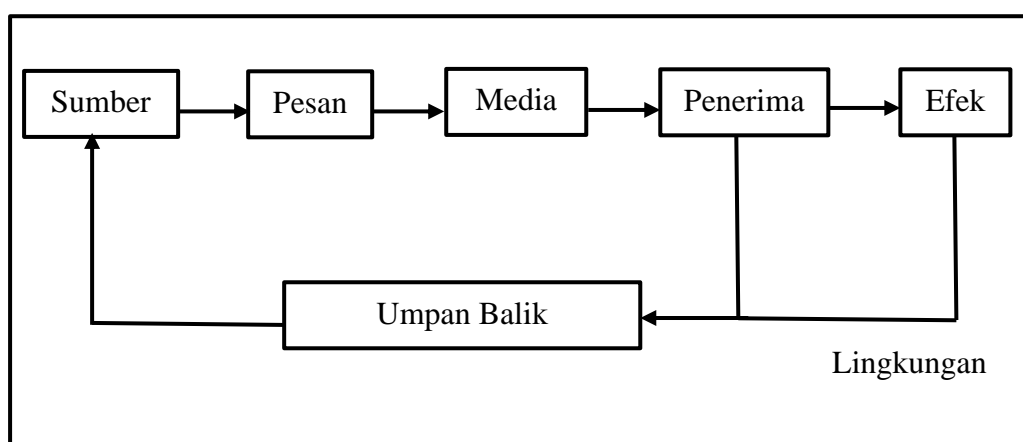 Sumber
Pesan
Media
Penerima
Efek
Umpan Balik
Lingkungan